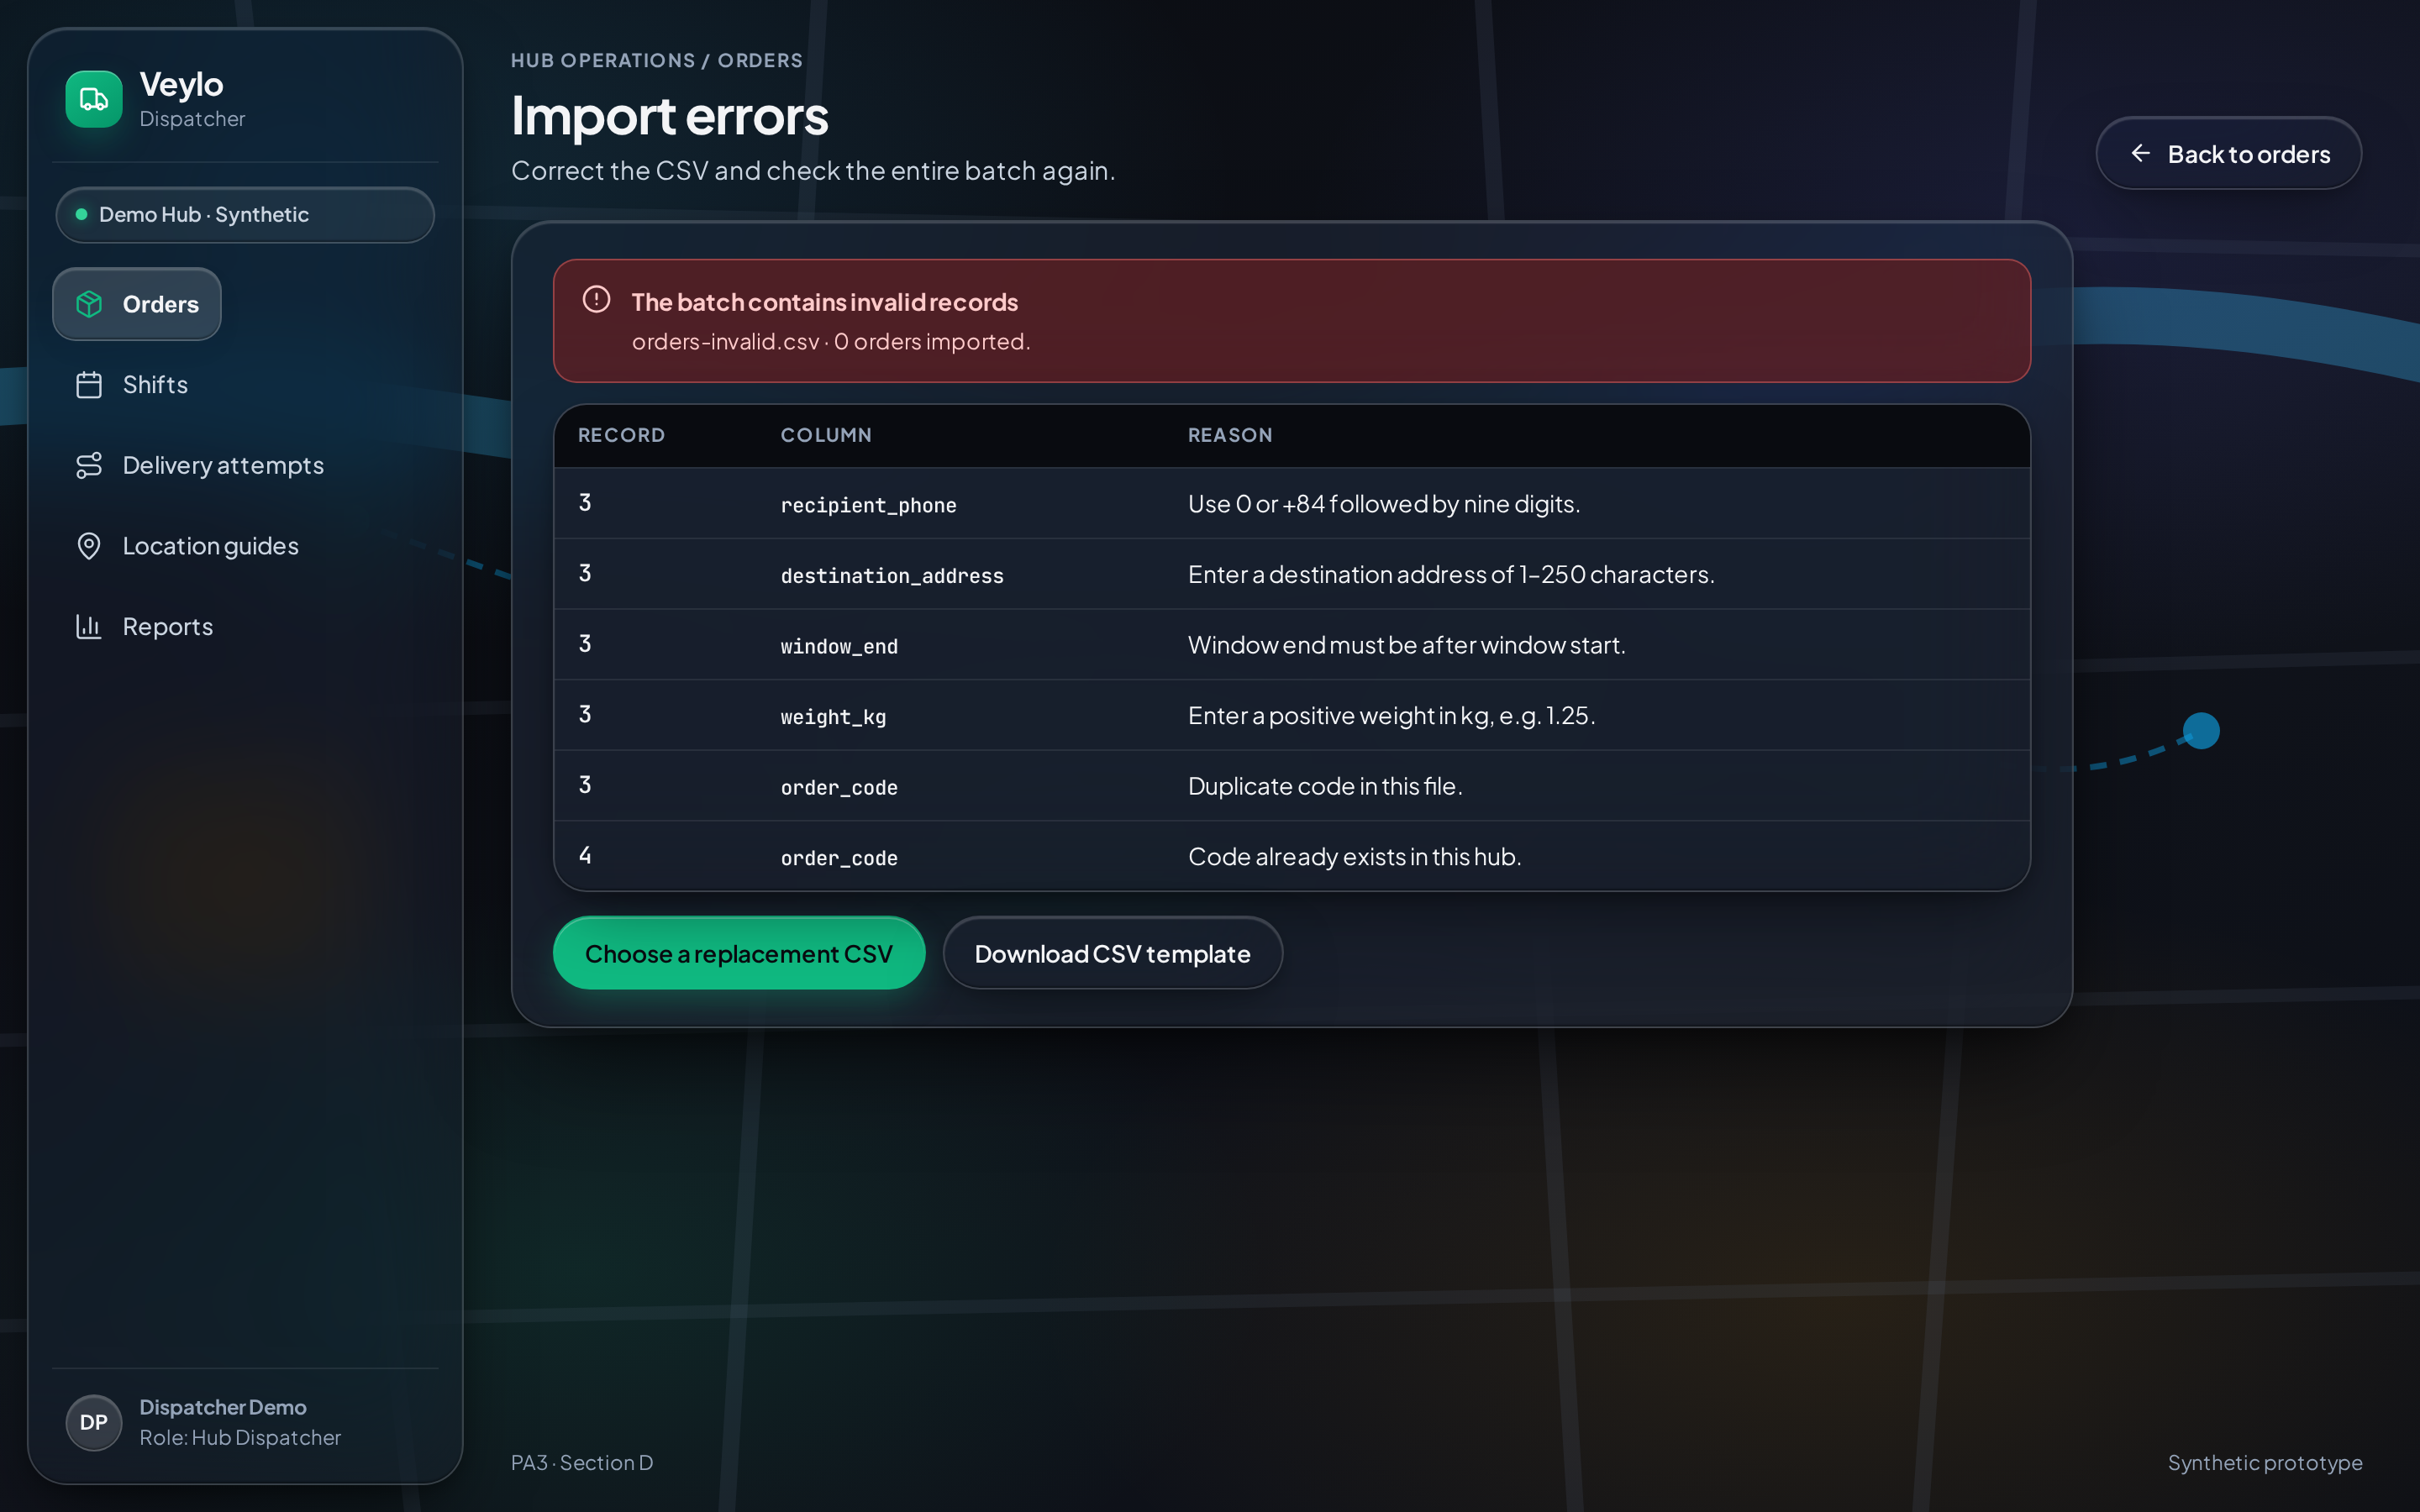 Veylo
Dispatcher
Demo Hub · Synthetic
Orders
Shifts
Delivery attempts
Location guides
Reports
DP
Dispatcher Demo
Role: Hub Dispatcher
HUB OPERATIONS / ORDERS
Import errors
Correct the CSV and check the entire batch again.
Back to orders
The batch contains invalid records
orders-invalid.csv · 0 orders imported.
RECORD COLUMN REASON
3 recipient_phone Use 0 or +84 followed by nine digits.
3 destination_address Enter a destination address of 1–250 characters.
3 window_end Window end must be after window start.
3 weight_kg Enter a positive weight in kg, e.g. 1.25.
3 order_code Duplicate code in this file.
4 order_code Code already exists in this hub.
Choose a replacement CSV
Download CSV template
PA3 · Section D
Synthetic prototype